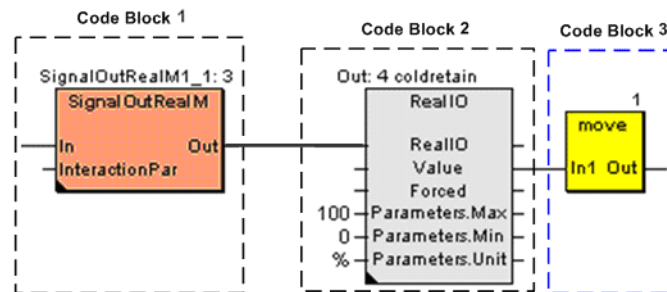 Code Block 1
Code Block 2
Code Block 3
SignalOutRealM1_1: 3
Out: 4 coldretain
1
SignalOutRealM
In Out
InteractionPar
RealIO
RealIO
Value
Forced
100 Parameters.Max
0 Parameters.Min
% Parameters.Unit
move
In1 Out